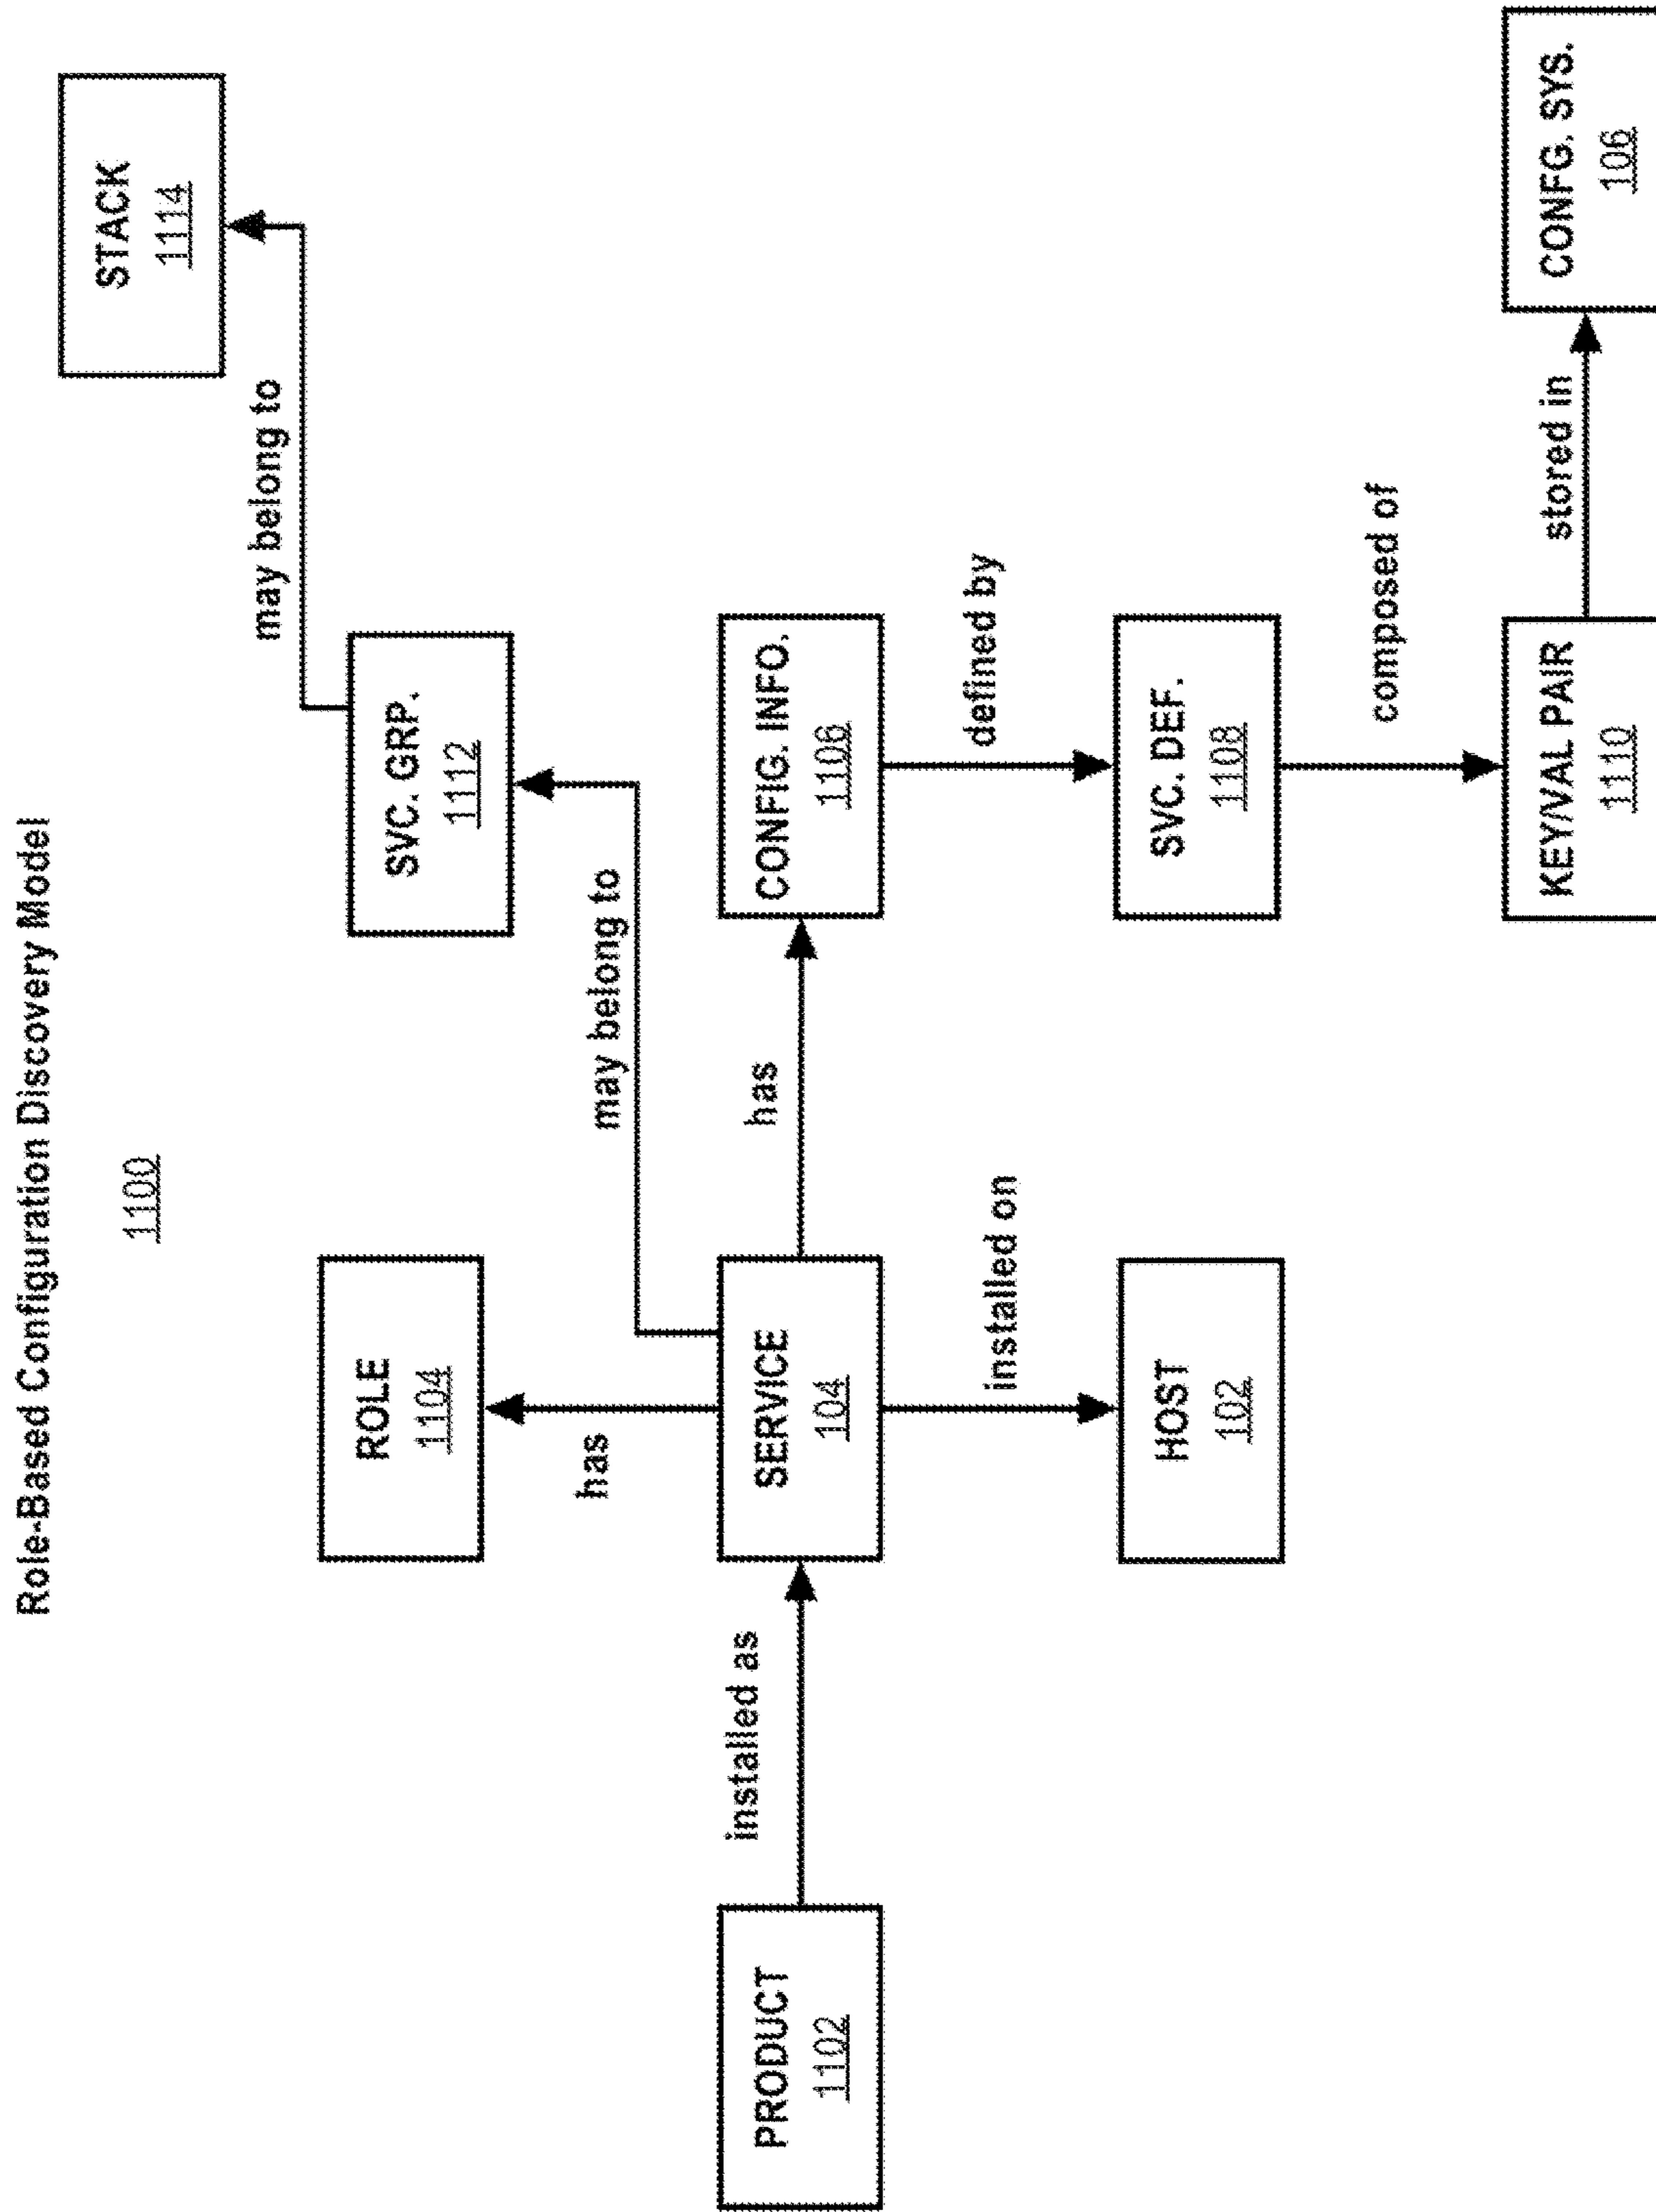 Role-Based Configuration Discovery Model
1100
STACK
1114
may belong to
SVC. GRP.
1112
ROLE
1104
may belong to
has
PRODUCT
1102
installed as
SERVICE
104
has
CONFIG. INFO.
1106
installed on
defined by
HOST
102
SVC. DEF.
1108
composed of
KEY/VAL PAIR
1110
stored in
CONFG. SYS.
106